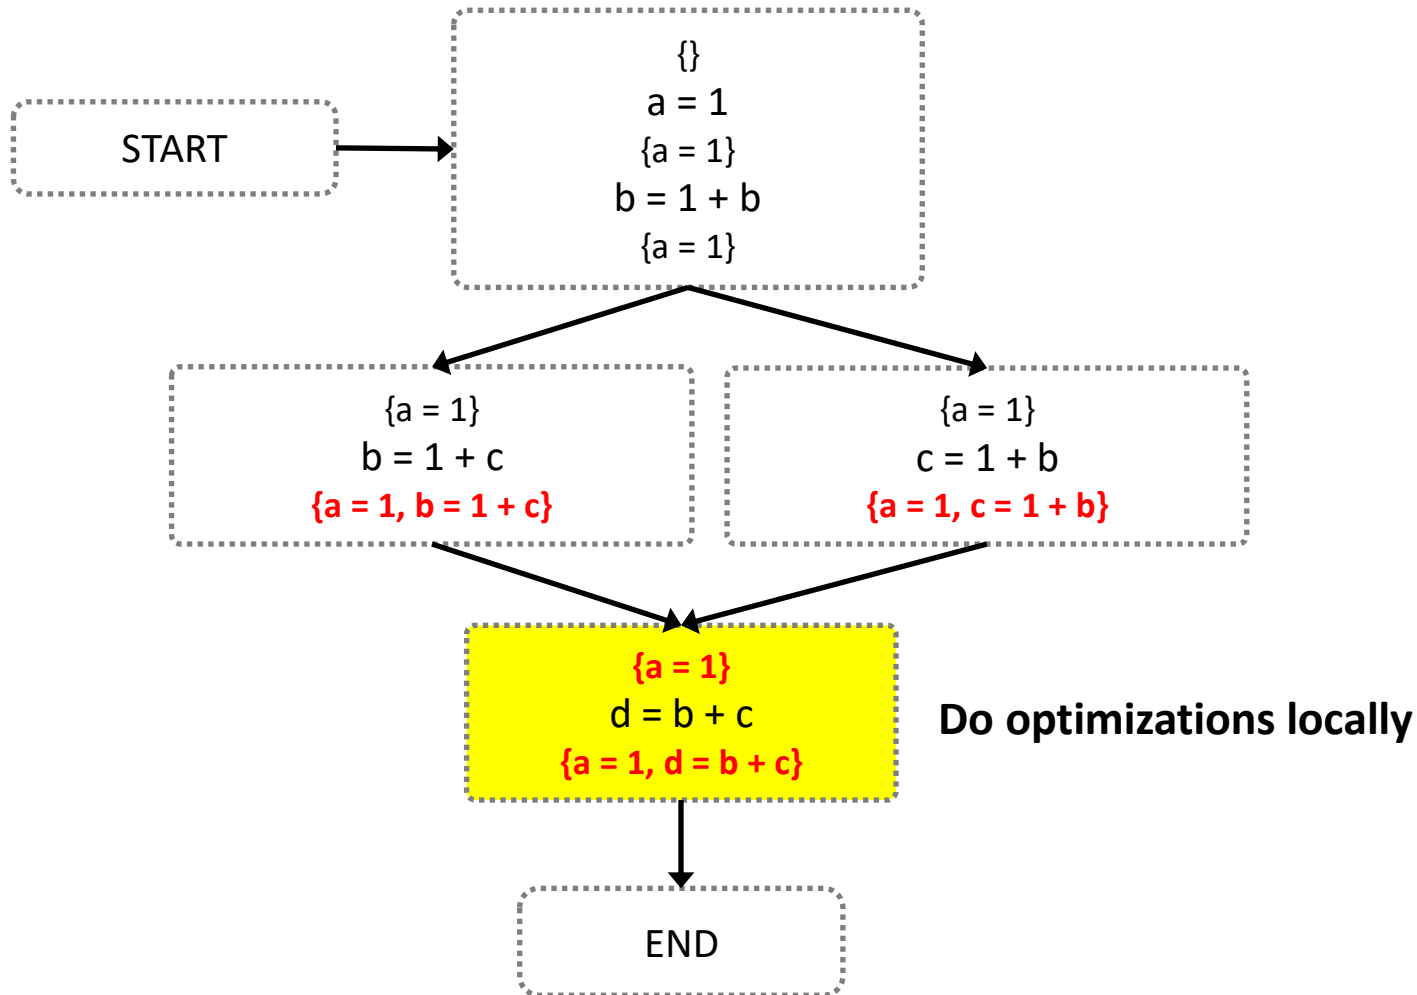 START
{}
a = 1
{a = 1}
b = 1 + b
{a = 1}
{a = 1}
b = 1 + c
{a = 1, b = 1 + c}
{a = 1}
c = 1 + b
{a = 1, c = 1 + b}
{a = 1}
d = b + c
{a = 1, d = b + c}
Do optimizations locally
END